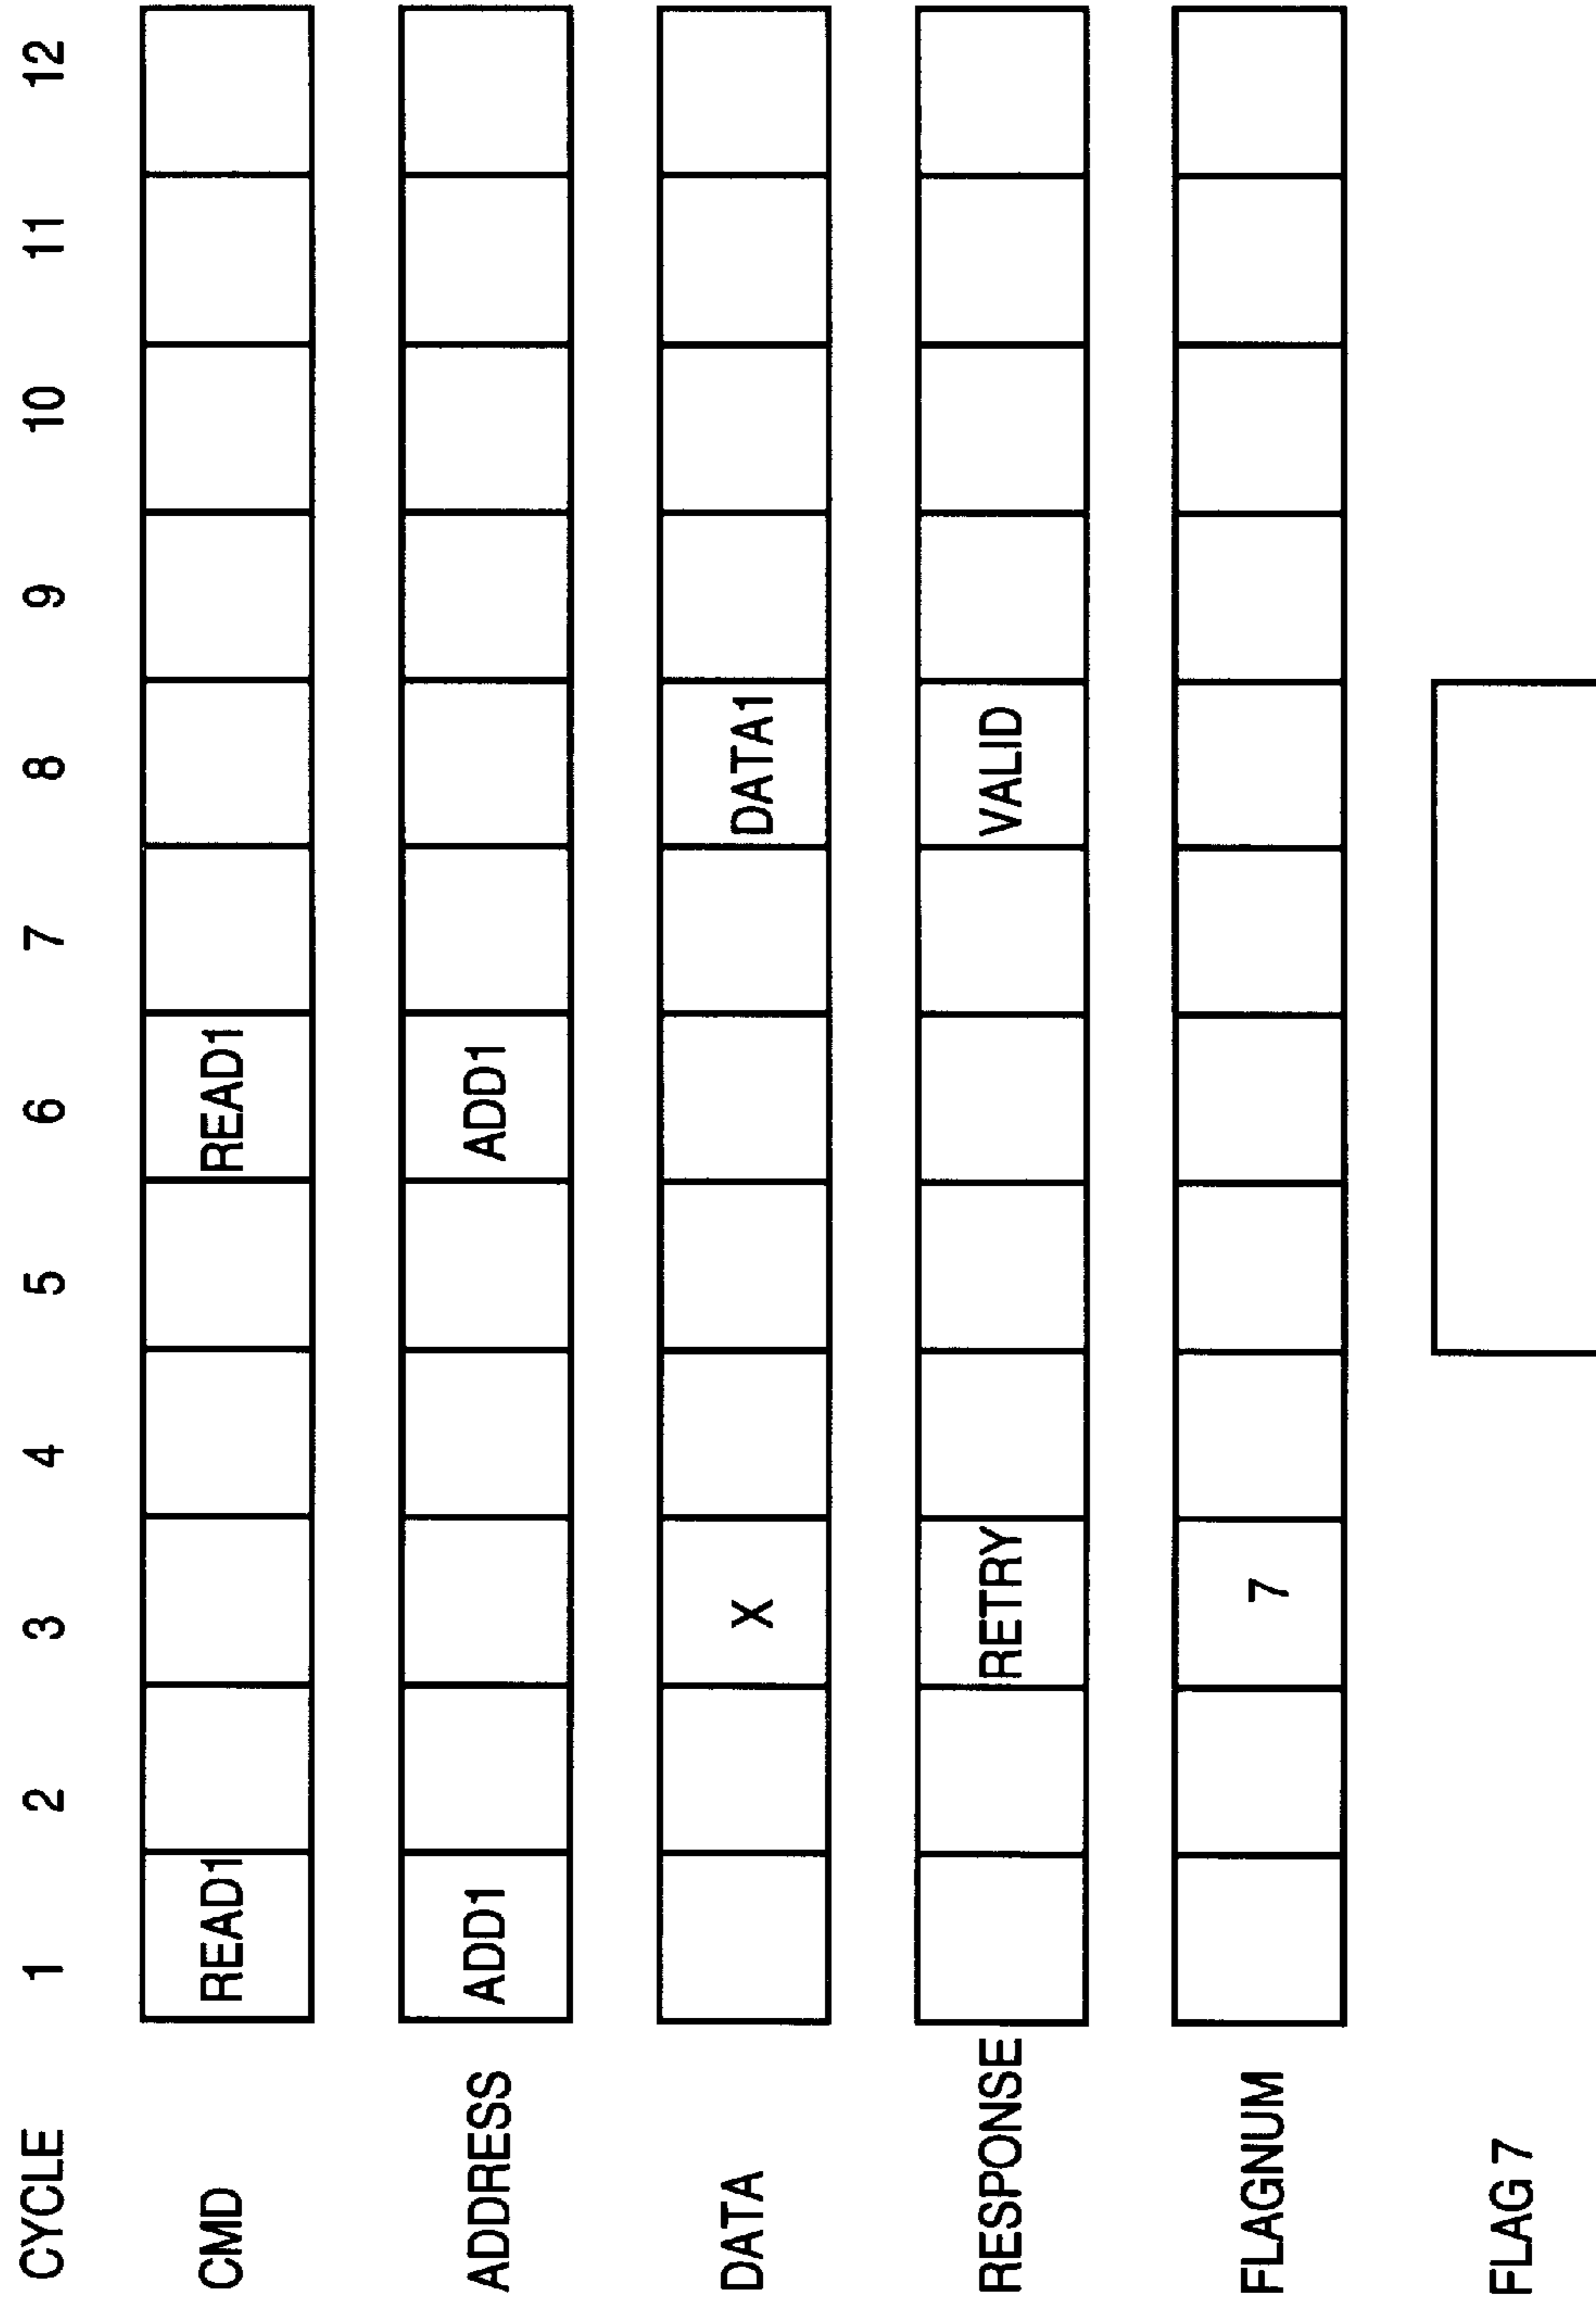 CYCLE 1 2 3 4 5 6 7 8 9 10 11 12
CMD READ1 READ1
ADDRESS ADD1 ADD1
DATA X DATA1
RESPONSE RETRY VALID
FLAGNUM 7
FLAG 7